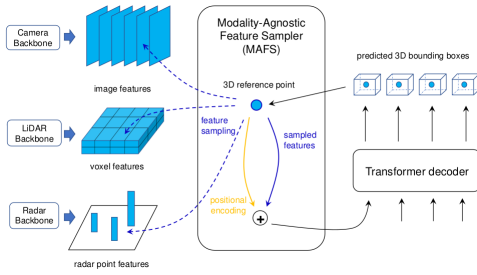 Camera
Backbone
image features
LiDAR
Backbone
voxel features
Radar
Backbone
radar point features
Modality-Agnostic
Feature Sampler
(MAFS)
3D reference point
feature
sampling
sampled
features
positional
encoding
+
predicted 3D bounding boxes
Transformer decoder